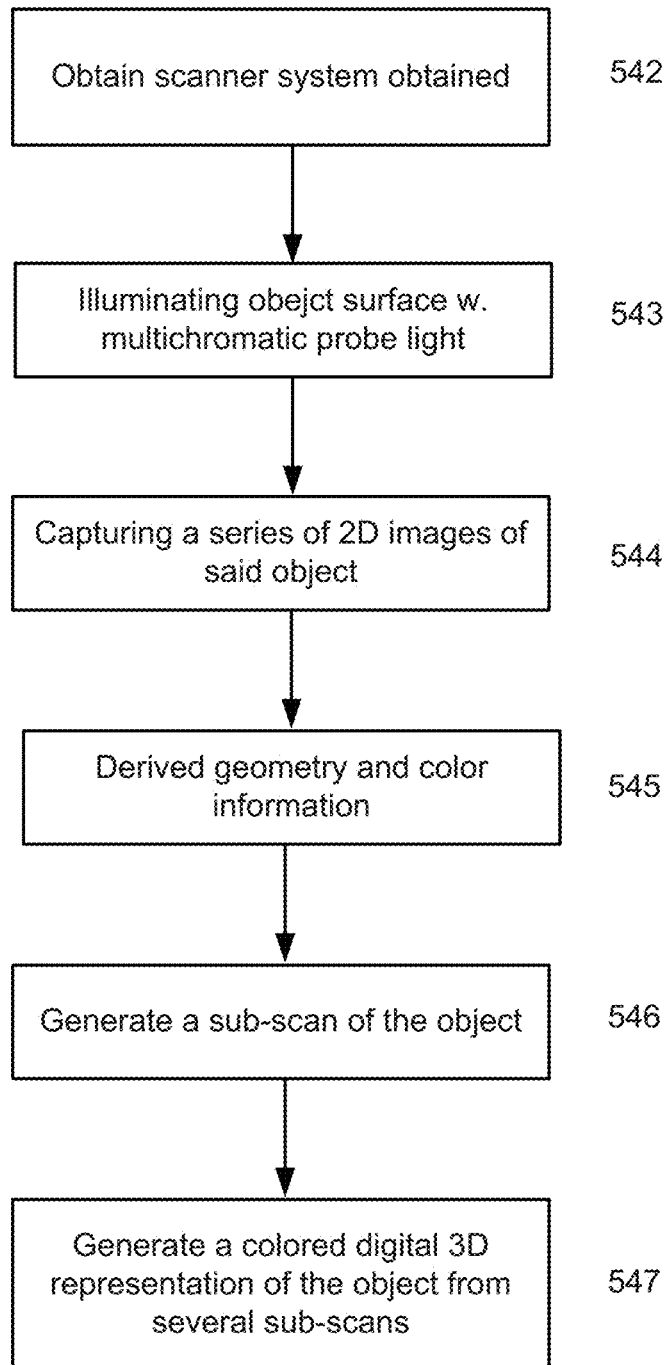 Obtain scanner system obtained
542
Illuminating obejct surface w.
multichromatic probe light
543
Capturing a series of 2D images of
said object
544
Derived geometry and color
information
545
Generate a sub-scan of the object
546
Generate a colored digital 3D
representation of the object from
several sub-scans
547